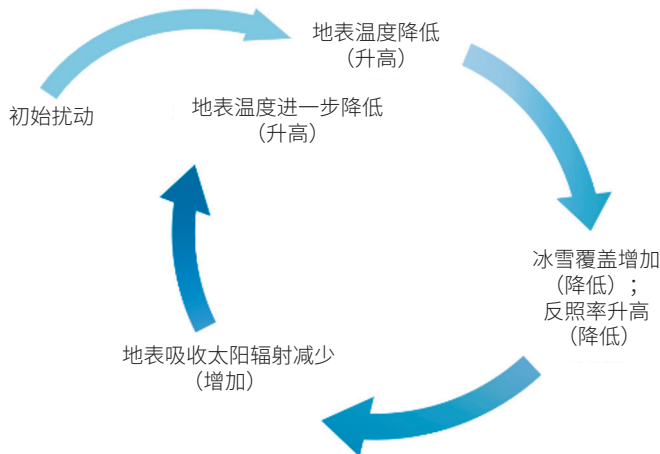 地表温度降低
（升高）
初始扰动
地表温度进一步降低
（升高）
冰雪覆盖增加
（降低）；
反照率升高
（降低）
地表吸收太阳辐射减少
（增加）